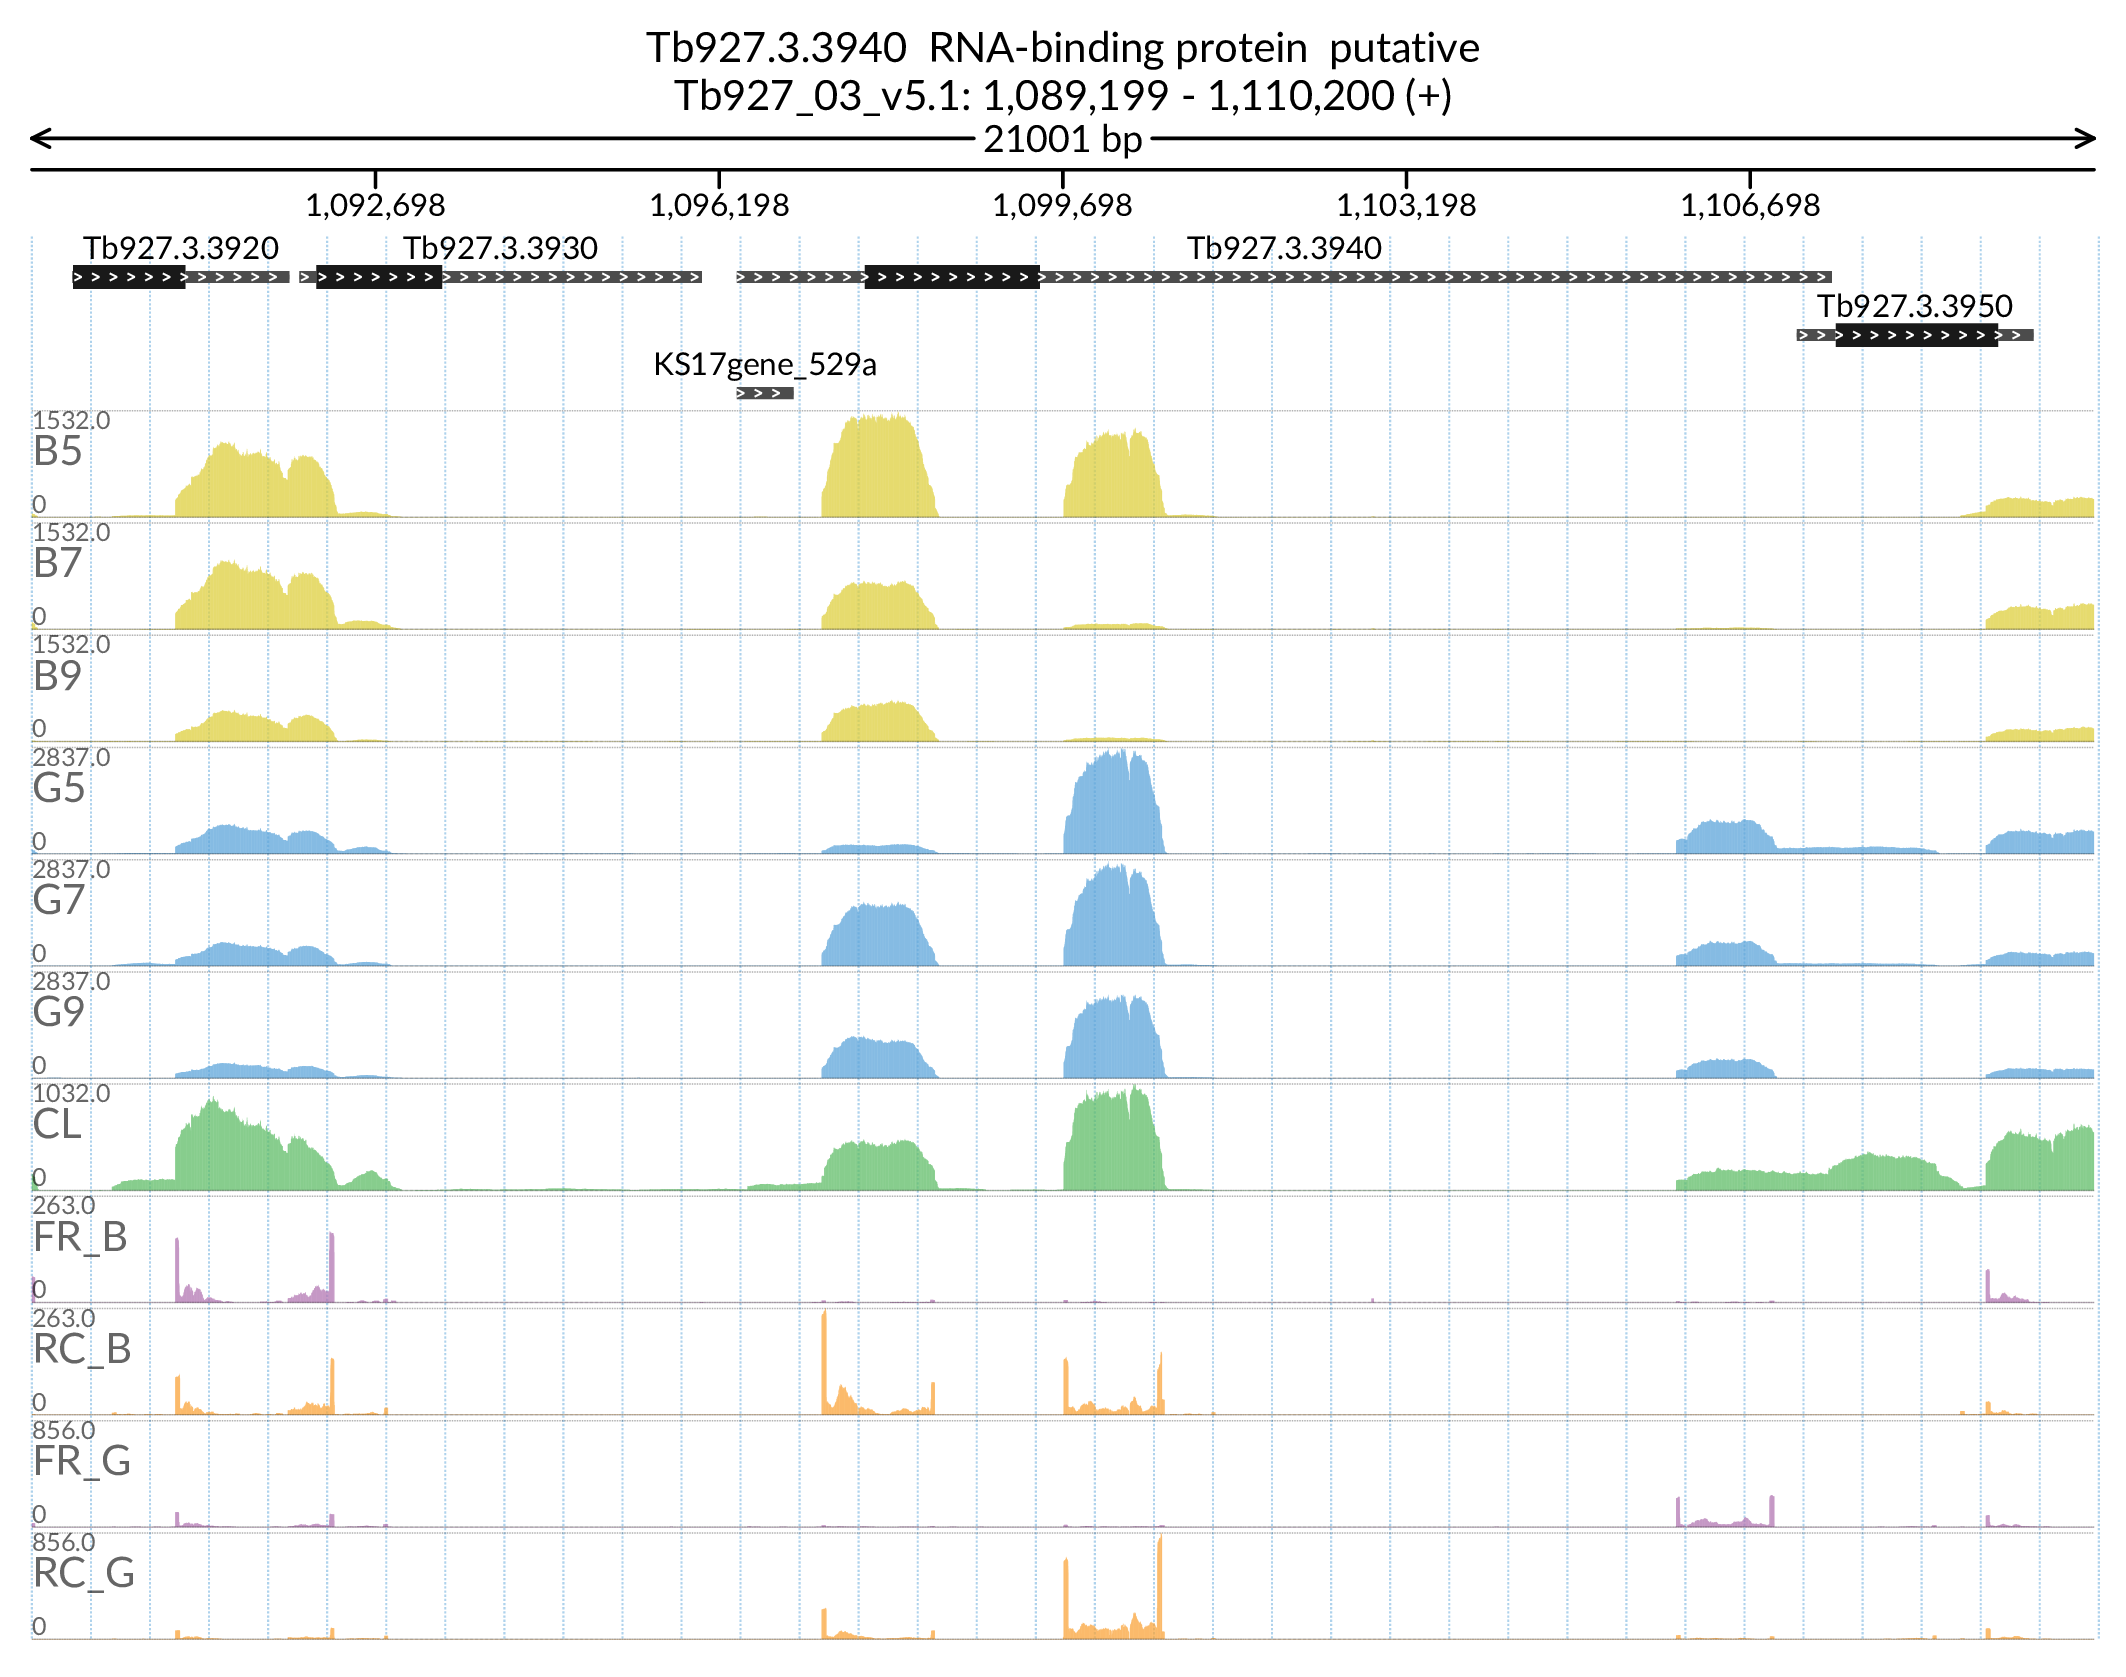 Tb927.3.3940  RNA-binding protein  putative
Tb927_03_v5.1: 1,089,199 - 1,110,200 (+)
21001 bp
1,092,698 1,096,198 1,099,698 1,103,198 1,106,698
Tb927.3.3920 Tb927.3.3930 Tb927.3.3940
Tb927.3.3950
KS17gene_529a
1532.0
B5
0
1532.0
B7
0
1532.0
B9
0
2837.0
G5
0
2837.0
G7
0
2837.0
G9
0
1032.0
CL
0
263.0
FR_B
0
263.0
RC_B
0
856.0
FR_G
0
856.0
RC_G
0